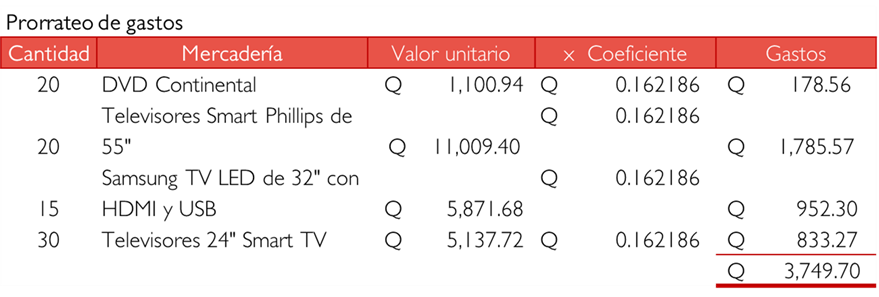 Prorrateo de gastos
Cantidad Mercadería Valor unitario x Coeficiente Gastos
20 DVD Continental Q 1,100.94 Q 0.162186 Q 178.56
Televisores Smart Phillips de Q 0.162186
20 55" Q 11,009.40 Q 1,785.57
Samsung TV LED de 32" con Q 0.162186
15 HDMI y USB Q 5,871.68 Q 952.30
30 Televisores 24" Smart TV Q 5,137.72 Q 0.162186 Q 833.27
Q 3,749.70